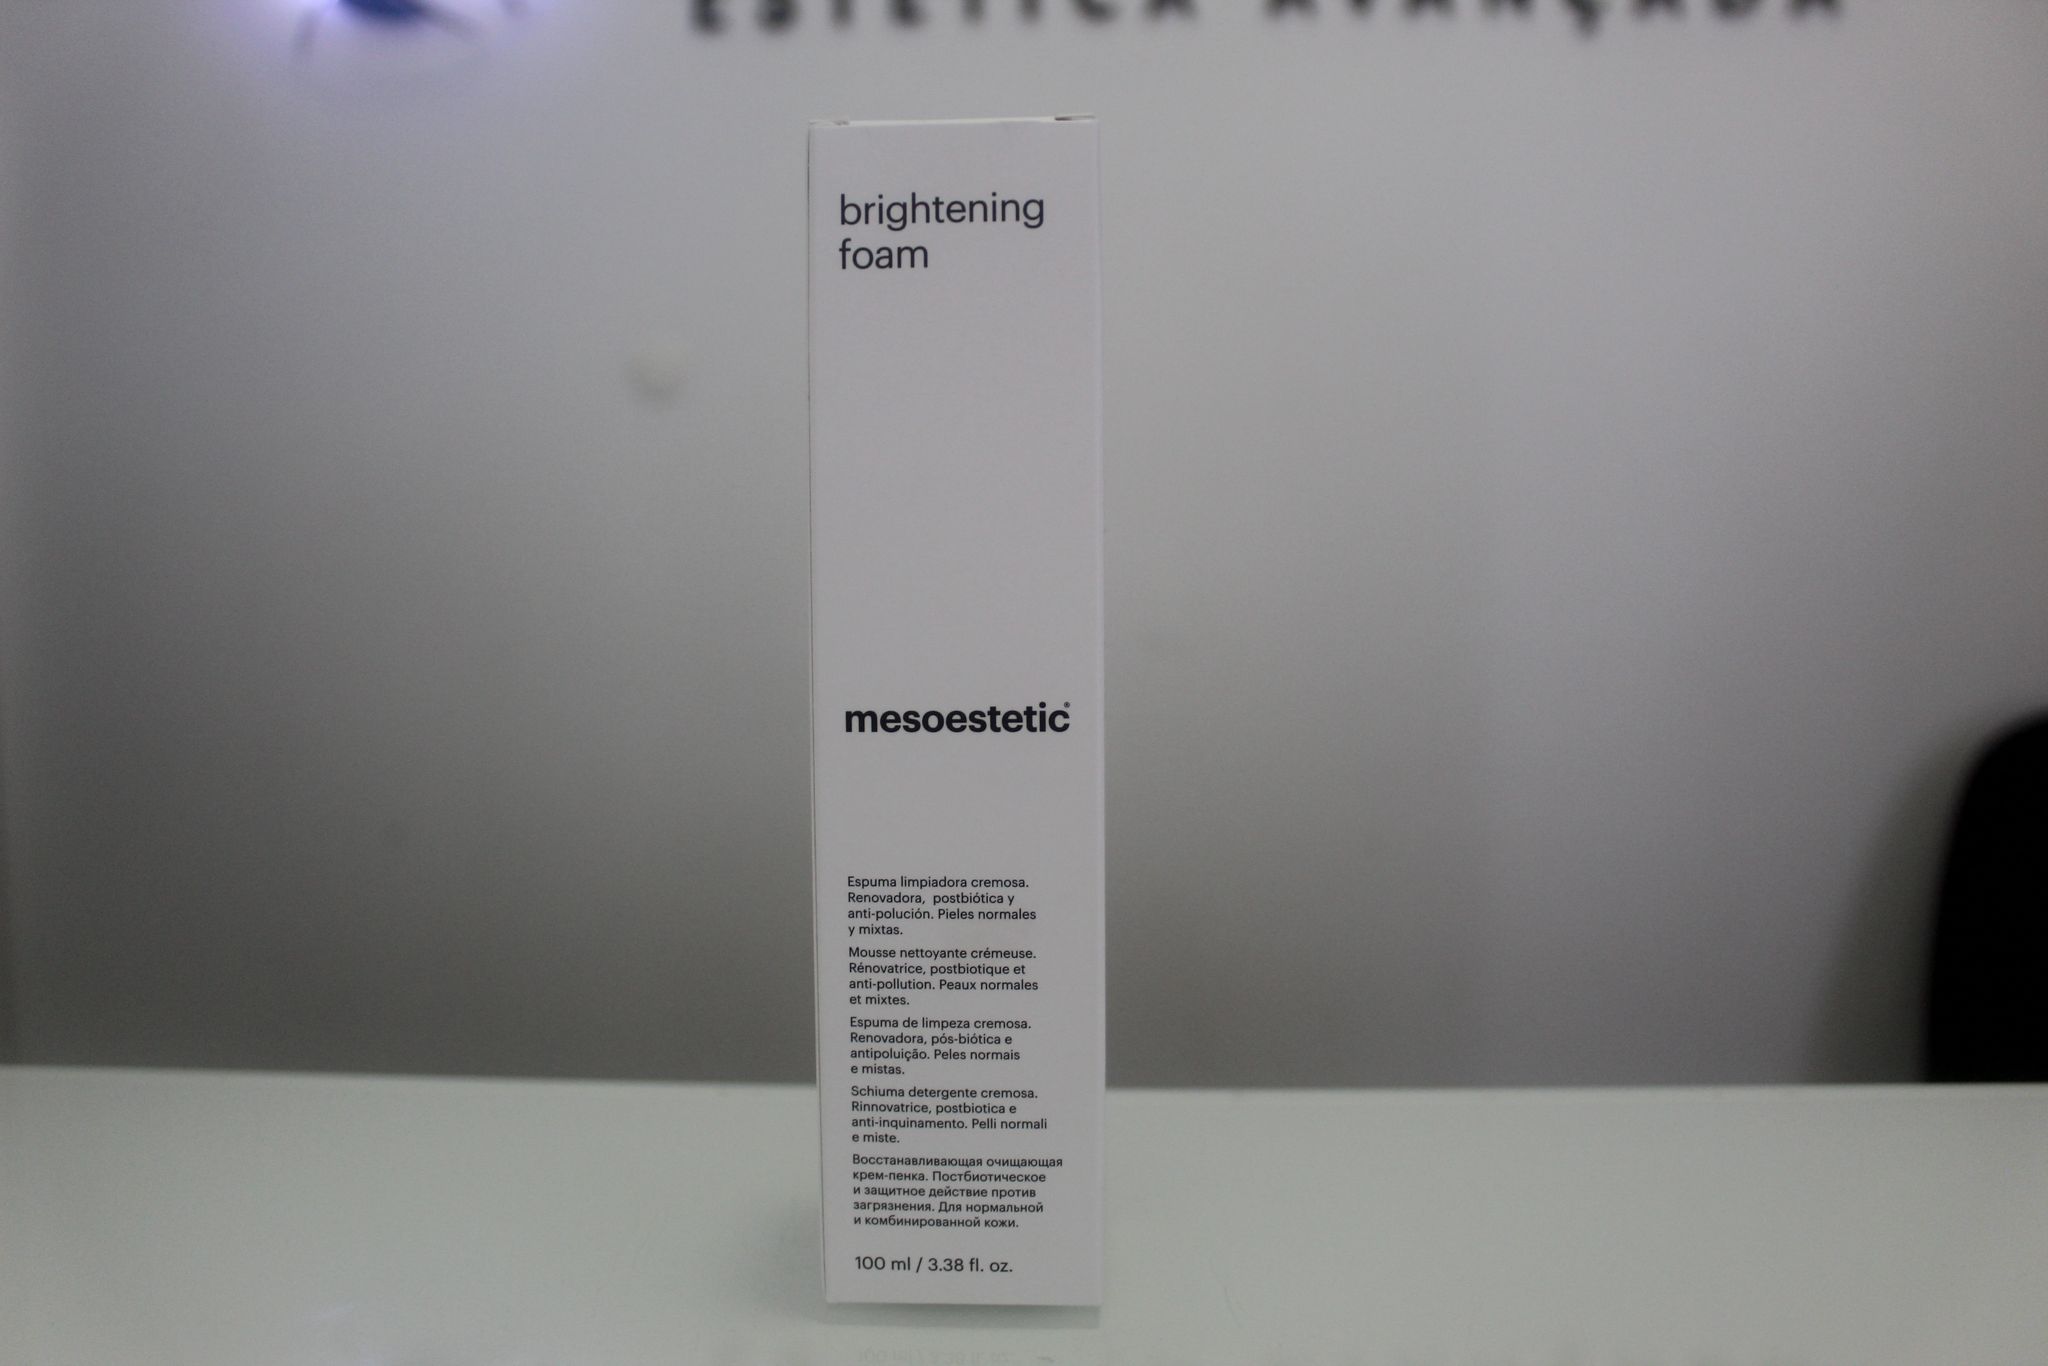 ESTÉTICA AVANÇADA
brightening
foam
mesoestetic®
Espuma limpiadora cremosa.
Renovadora, postbiótica y
anti-polución. Pieles normales
y mixtas.
Mousse nettoyante crémeuse.
Rénovatrice, postbiotique et
anti-pollution. Peaux normales
et mixtes.
Espuma de limpeza cremosa.
Renovadora, pós-biótica e
antipoluição. Peles normais
e mistas.
Schiuma detergente cremosa.
Rinnovatrice, postbiotica e
anti-inquinamento. Pelli normali
e miste.
Восстанавливающая очищающая
крем-пенка. Постбиотическое
и защитное действие против
загрязнения. Для нормальной
и комбинированной кожи.
100 ml / 3.38 fl. oz.